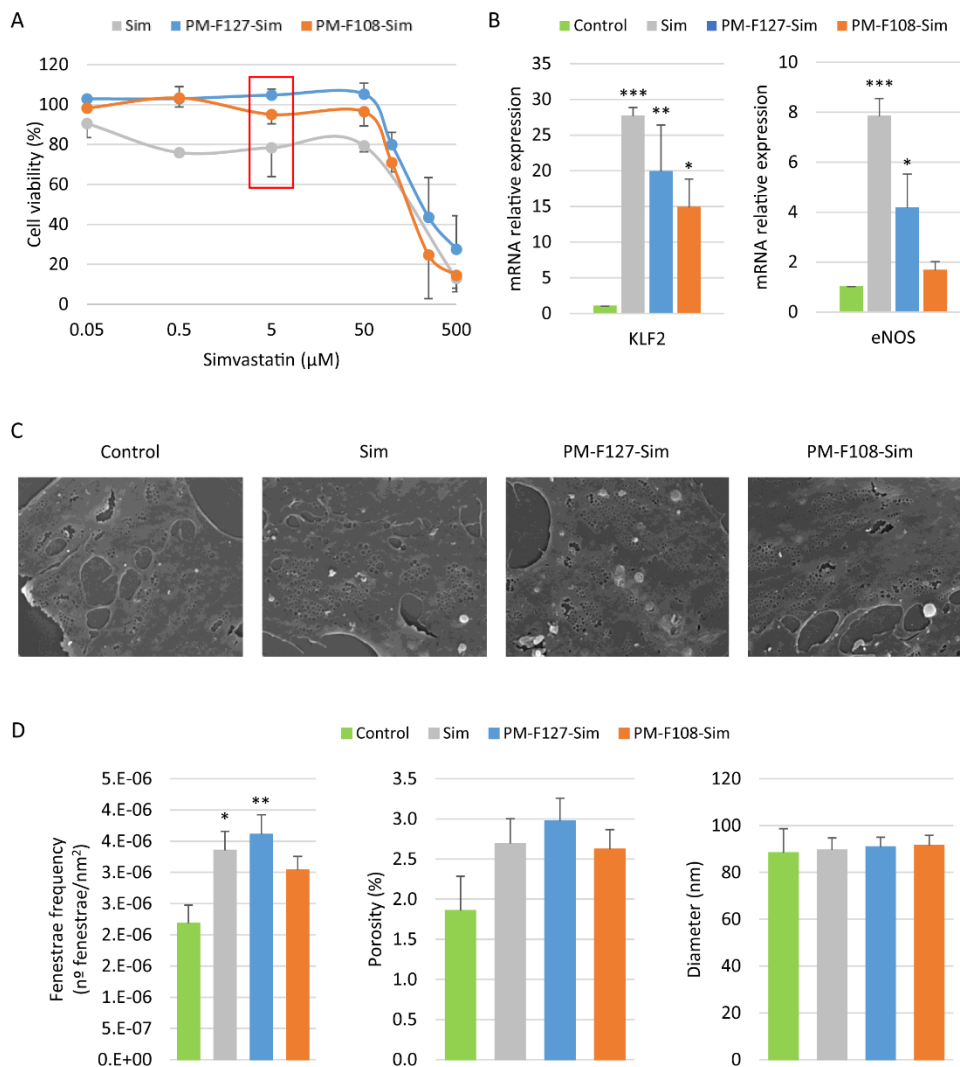 A
Sim PM-F127-Sim PM-F108-Sim
Cell viability (%)
120
100
80
60
40
20
0
0.05 0.5 5 50 500
Simvastatin (µM)
B
Control Sim PM-F127-Sim PM-F108-Sim
mRNA relative expression
35
30
25
20
15
10
5
0
***
**
*
KLF2
mRNA relative expression
10
8
6
4
2
0
***
*
eNOS
C
Control Sim PM-F127-Sim PM-F108-Sim
D
Control Sim PM-F127-Sim PM-F108-Sim
Fenestrae frequency
(nº fenestrae/nm²)
5.E-06
4.E-06
4.E-06
3.E-06
3.E-06
2.E-06
2.E-06
1.E-06
5.E-07
0.E+00
*
**
Porosity (%)
3.5
3.0
2.5
2.0
1.5
1.0
0.5
0.0
Diameter (nm)
120
100
80
60
40
20
0